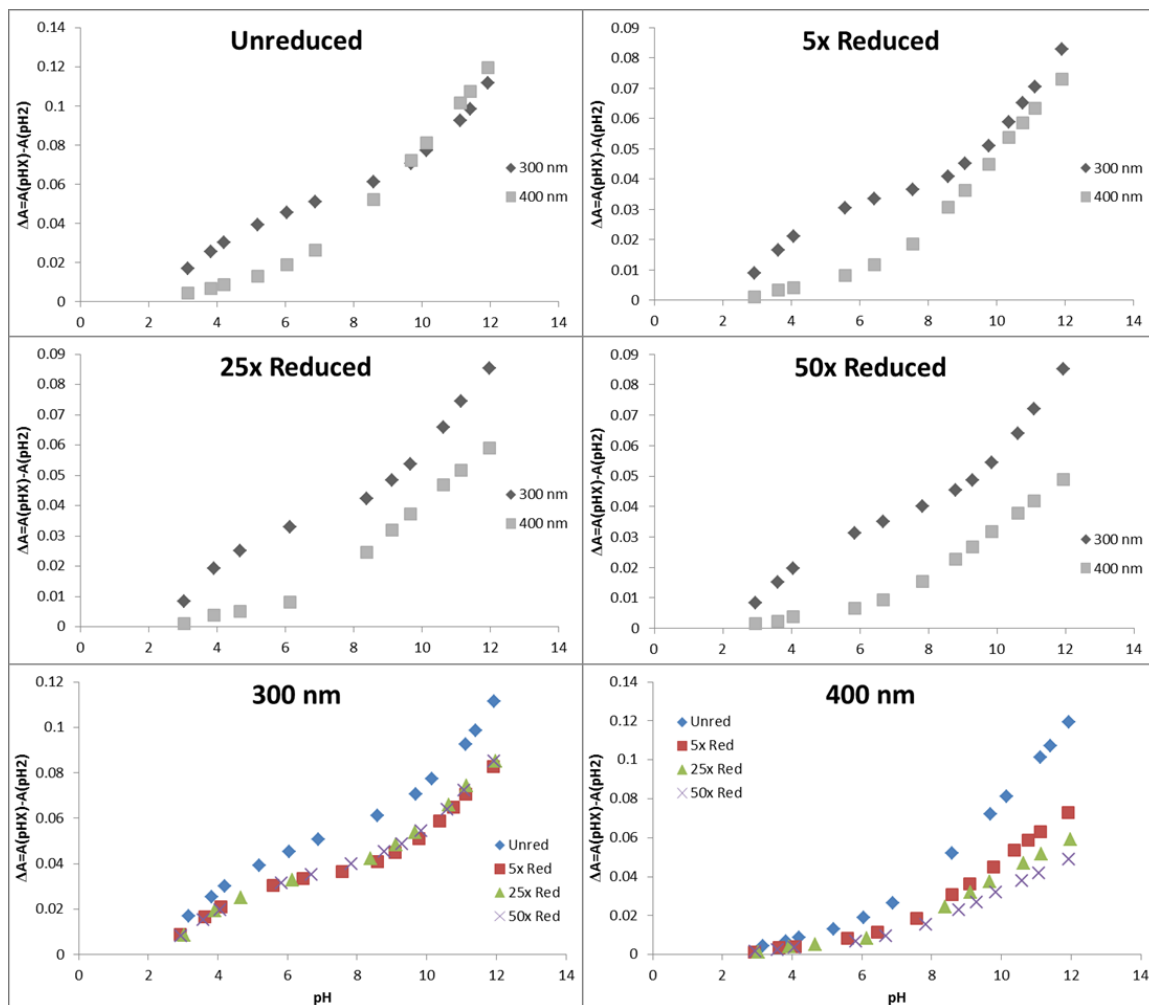 Unreduced
ΔA=A(pHX)-A(pH2)
0.14
0.12
0.1
0.08
0.06
0.04
0.02
0
0 2 4 6 8 10 12 14
300 nm
400 nm
5x Reduced
ΔA=A(pHX)-A(pH2)
0.09
0.08
0.07
0.06
0.05
0.04
0.03
0.02
0.01
0
0 2 4 6 8 10 12 14
300 nm
400 nm
25x Reduced
ΔA=A(pHX)-A(pH2)
0.09
0.08
0.07
0.06
0.05
0.04
0.03
0.02
0.01
0
0 2 4 6 8 10 12 14
300 nm
400 nm
50x Reduced
ΔA=A(pHX)-A(pH2)
0.09
0.08
0.07
0.06
0.05
0.04
0.03
0.02
0.01
0
0 2 4 6 8 10 12 14
300 nm
400 nm
300 nm
ΔA=A(pHX)-A(pH2)
0.12
0.1
0.08
0.06
0.04
0.02
0
0 2 4 6 8 10 12 14
pH
Unred
5x Red
25x Red
50x Red
400 nm
ΔA=A(pHX)-A(pH2)
0.14
0.12
0.1
0.08
0.06
0.04
0.02
0
0 2 4 6 8 10 12 14
pH
Unred
5x Red
25x Red
50x Red